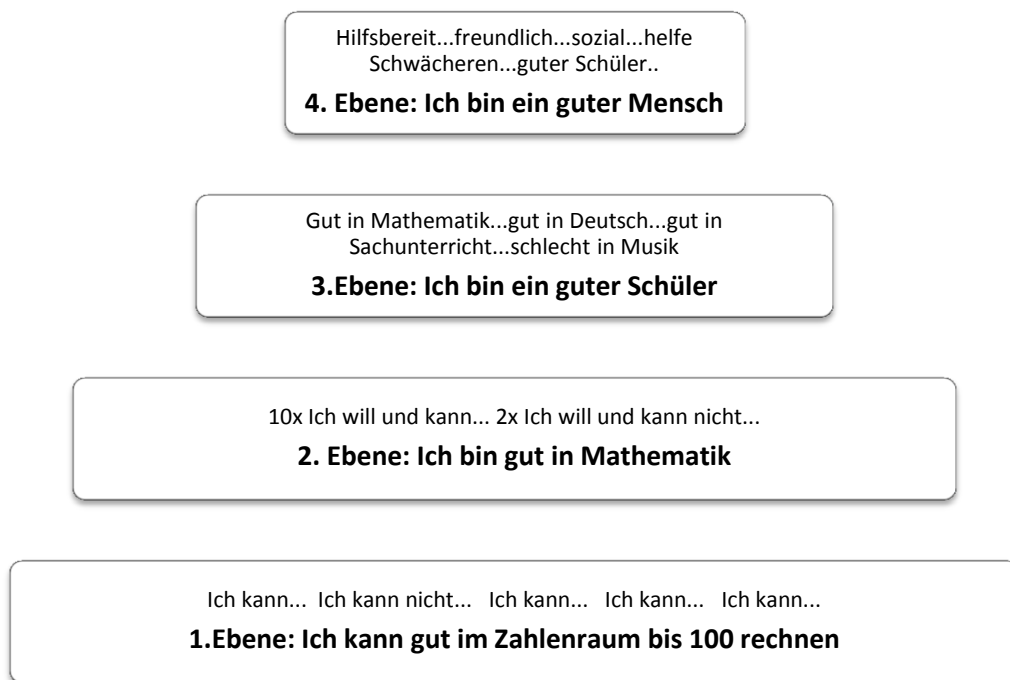 Hilfsbereit...freundlich...sozial...helfe
Schwächeren...guter Schüler..
4. Ebene: Ich bin ein guter Mensch
Gut in Mathematik...gut in Deutsch...gut in
Sachunterricht...schlecht in Musik
3.Ebene: Ich bin ein guter Schüler
10x Ich will und kann... 2x Ich will und kann nicht...
2. Ebene: Ich bin gut in Mathematik
Ich kann... Ich kann nicht... Ich kann... Ich kann... Ich kann...
1.Ebene: Ich kann gut im Zahlenraum bis 100 rechnen